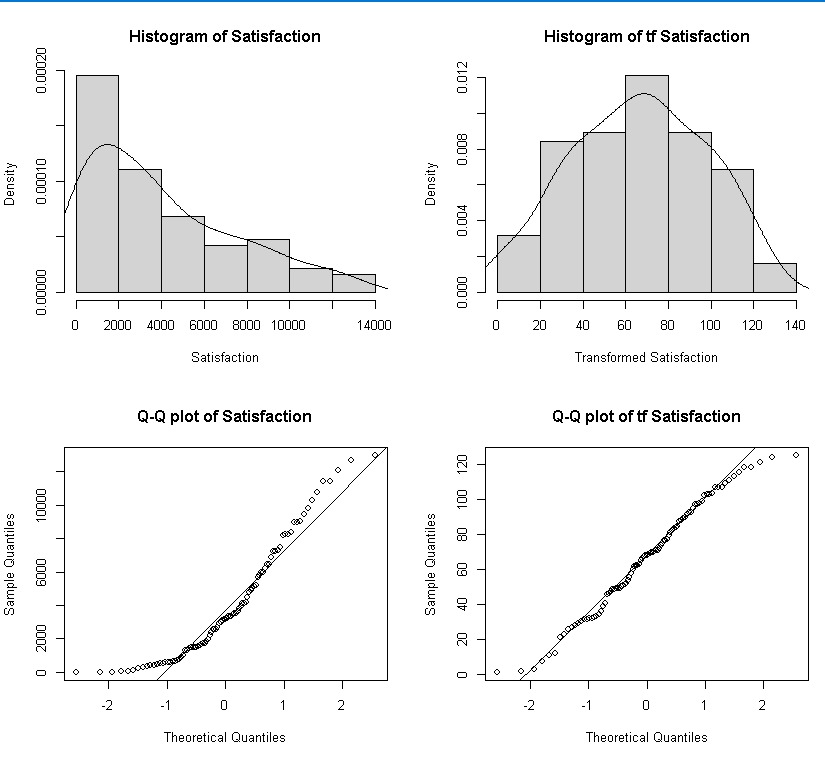 Histogram of Satisfaction
Density
0.00000
0.00010
0.00020
0 2000 4000 6000 8000 10000 14000
Satisfaction
Histogram of tf Satisfaction
Density
0.000
0.004
0.008
0.012
0 20 40 60 80 100 120 140
Transformed Satisfaction
Q-Q plot of Satisfaction
Sample Quantiles
0
2000
6000
10000
-2 -1 0 1 2
Theoretical Quantiles
Q-Q plot of tf Satisfaction
Sample Quantiles
0
20
40
60
80
100
120
-2 -1 0 1 2
Theoretical Quantiles